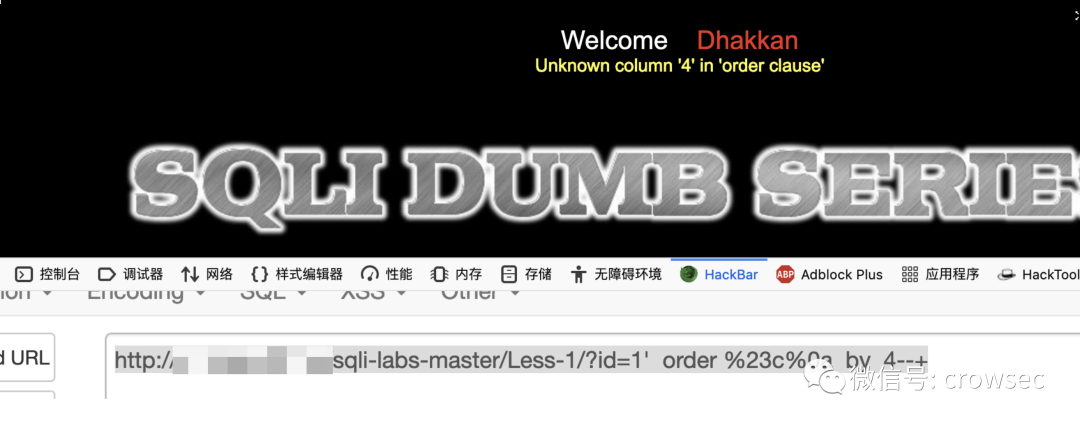 Welcome Dhakkan
Unknown column '4' in 'order clause'
SQLI DUMB SERIE
控制台 调试器 网络 样式编辑器 性能 内存 存储 无障碍环境 HackBar ABP Adblock Plus 应用程序 HackTool
ion Encoding SQL XSS Other
d URL
http:// sqli-labs-master/Less-1/?id=1' order %23c%0a by 4--+
微信号: crowsec